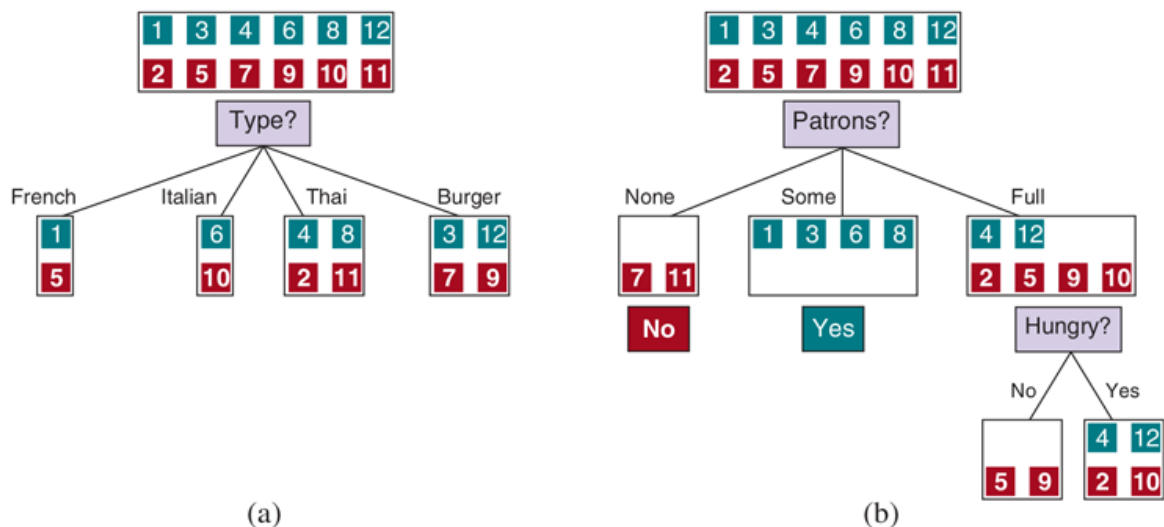 1 3 4 6 8 12
2 5 7 9 10 11
Type?
French Italian Thai Burger
1 6 4 8 3 12
5 10 2 11 7 9
(a)
1 3 4 6 8 12
2 5 7 9 10 11
Patrons?
None Some Full
1 3 6 8 4 12
7 11 2 5 9 10
No Yes Hungry?
No Yes
4 12
5 9 2 10
(b)